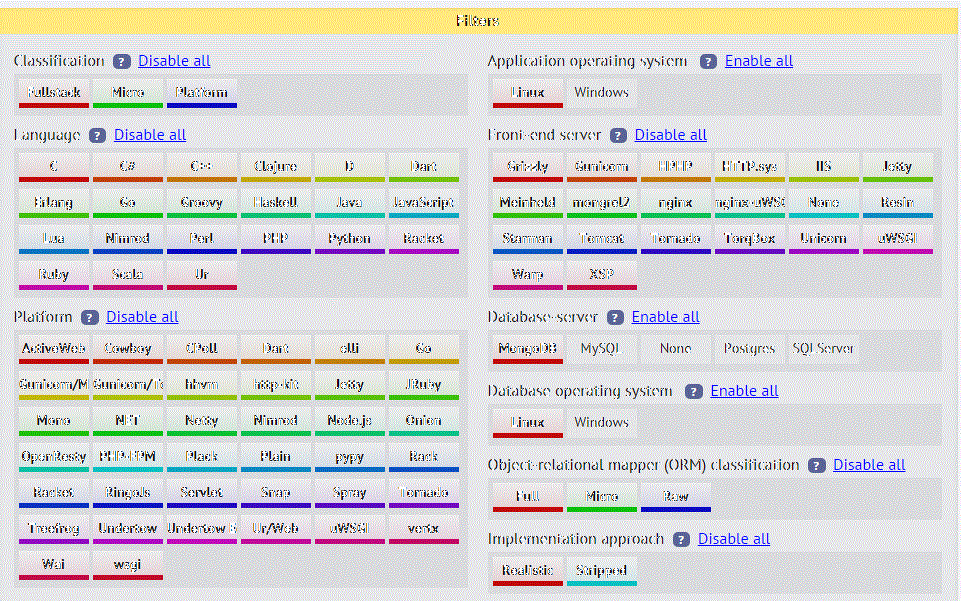 Filters
Classification ? Disable all
Fullstack Micro Platform
Language ? Disable all
C C# C++ Clojure D Dart
Erlang Go Groovy Haskell Java JavaScript
Lua Nimrod Perl PHP Python Racket
Ruby Scala Ur
Platform ? Disable all
ActiveWeb Cowboy CPoll Dart elli Go
Gunicorn/M Gunicorn/To hhvm http-kit Jetty JRuby
Mono .NET Netty Nimrod Node.js Onion
OpenResty PHP-FPM Plack Plain pypy Rack
Racket RingoJs Servlet Snap Spray Tornado
Treefrog Undertow Undertow E Ur/Web uWSGI vertx
Wai wsgi
Application operating system ? Enable all
Linux Windows
Front-end server ? Disable all
Grizzly Gunicorn HPHP HTTP.sys IIS Jetty
Meinheld mongrel2 nginx nginx+uWSG None Resin
Starman Tomcat Tornado TorqBox Unicorn uWSGI
Warp XSP
Database-server ? Enable all
MongoDB MySQL None Postgres SQLServer
Database operating system ? Enable all
Linux Windows
Object-relational mapper (ORM) classification ? Disable all
Full Micro Raw
Implementation approach ? Disable all
Realistic Stripped